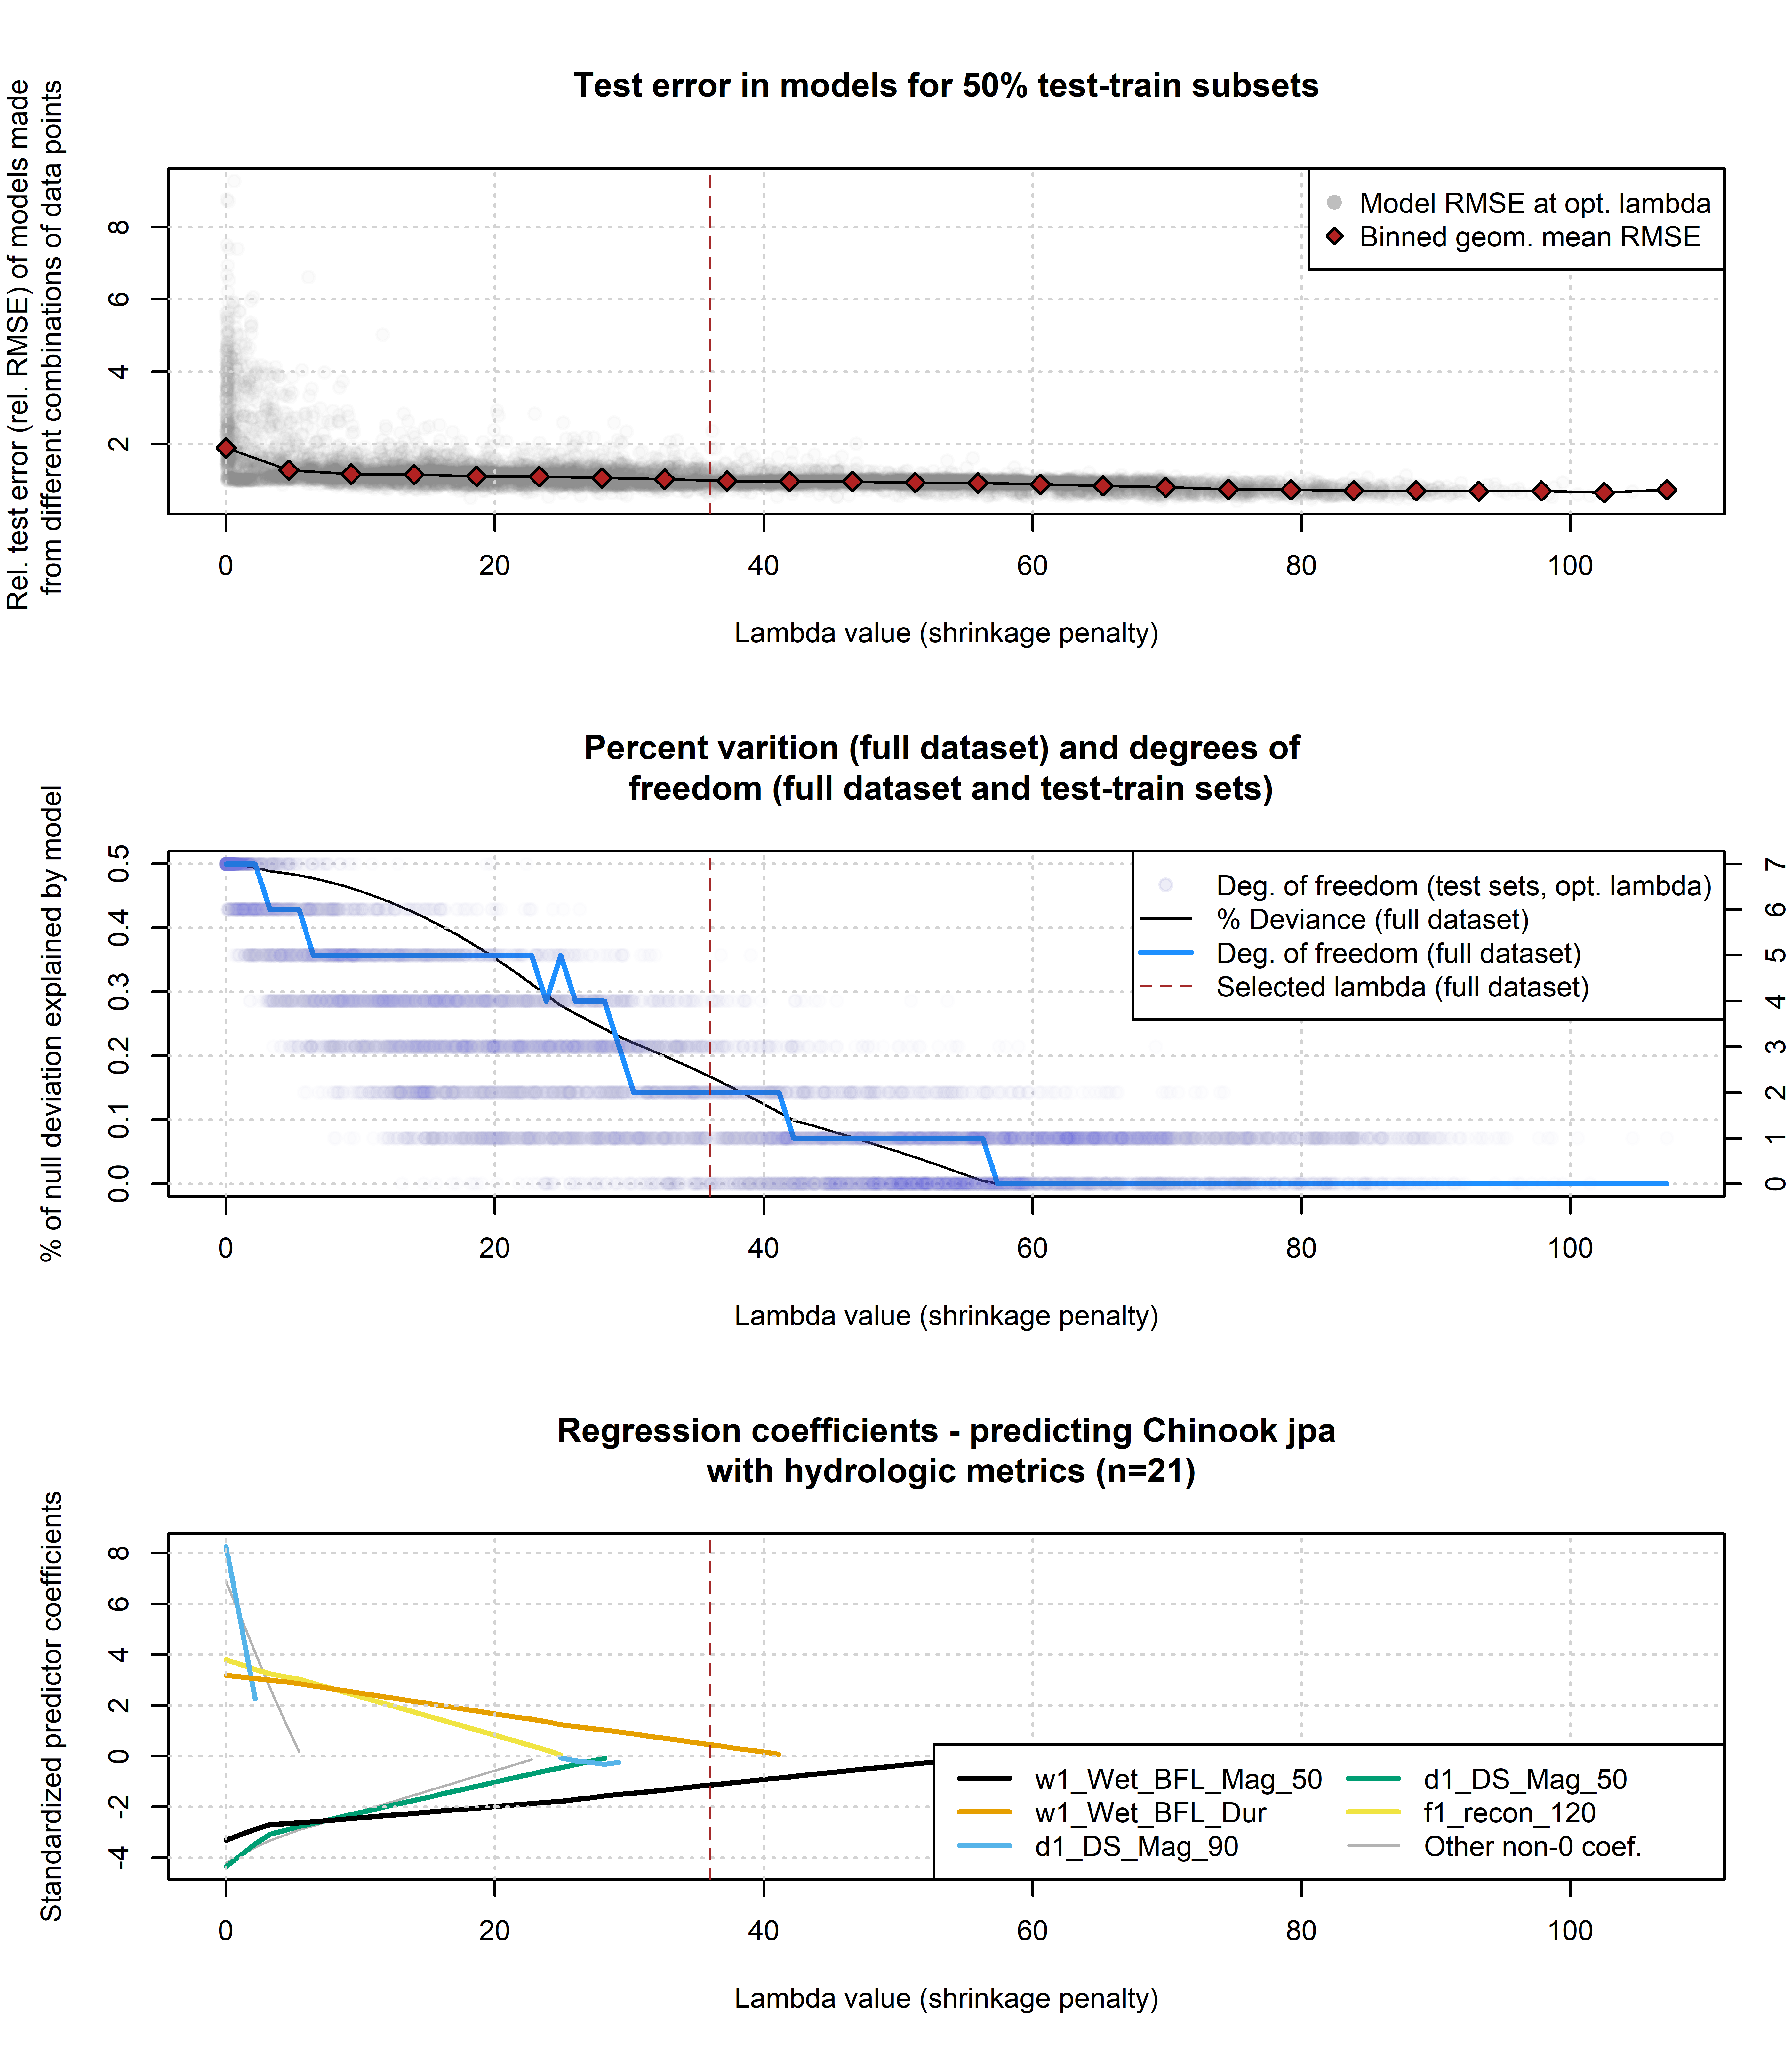 Test error in models for 50% test-train subsets
Rel. test error (rel. RMSE) of models made
from different combinations of data points
8
6
4
2
Model RMSE at opt. lambda
Binned geom. mean RMSE
0 20 40 60 80 100
Lambda value (shrinkage penalty)
Percent varition (full dataset) and degrees of
freedom (full dataset and test-train sets)
% of null deviation explained by model
0.5
0.4
0.3
0.2
0.1
0.0
7
6
5
4
3
2
1
0
Deg. of freedom (test sets, opt. lambda)
% Deviance (full dataset)
Deg. of freedom (full dataset)
Selected lambda (full dataset)
0 20 40 60 80 100
Lambda value (shrinkage penalty)
Regression coefficients - predicting Chinook jpa
with hydrologic metrics (n=21)
Standardized predictor coefficients
8
6
4
2
0
-2
-4
w1_Wet_BFL_Mag_50
w1_Wet_BFL_Dur
d1_DS_Mag_90
d1_DS_Mag_50
f1_recon_120
Other non-0 coef.
0 20 40 60 80 100
Lambda value (shrinkage penalty)